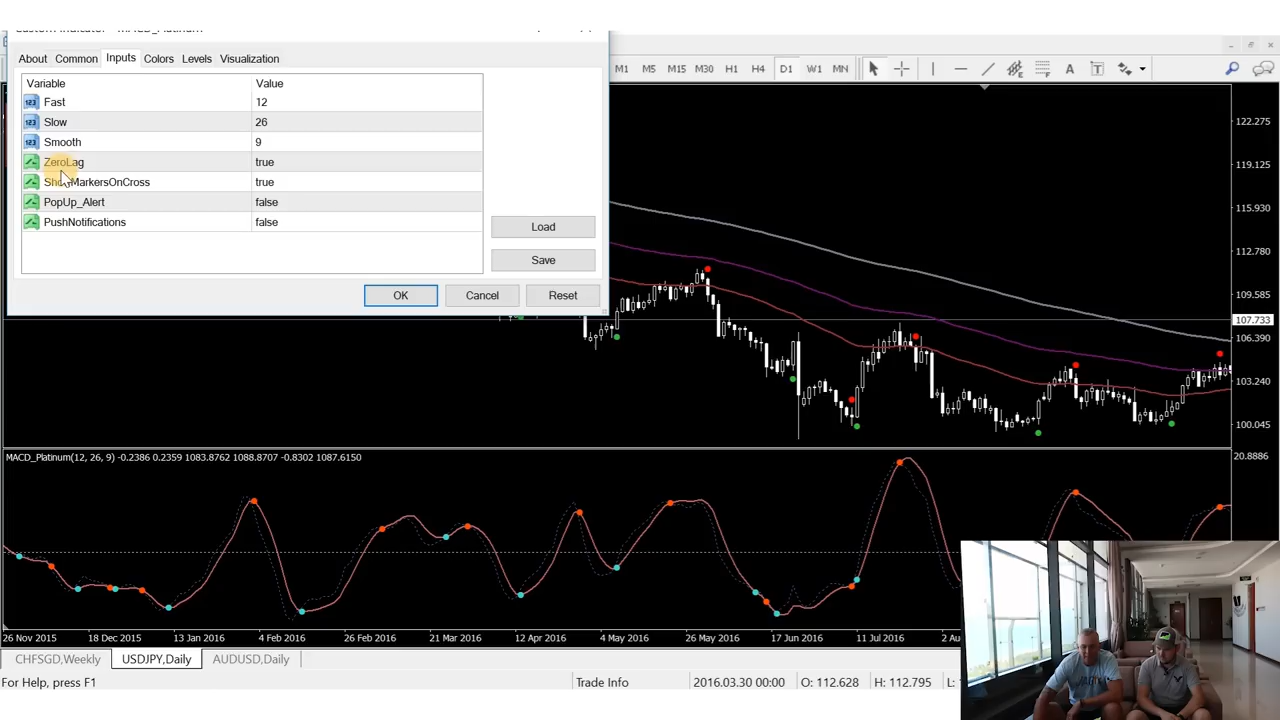 About Common Inputs Colors Levels Visualization
Variable Value
Fast 12
Slow 26
Smooth 9
ZeroLag true
ShowMarkersOnCross true
PopUp_Alert false
PushNotifications false
Load
Save
OK Cancel Reset
M1 M5 M15 M30 H1 H4 D1 W1 MN A T
122.275
119.125
115.930
112.780
109.585
107.733
106.390
103.240
100.045
MACD_Platinum(12, 26, 9) -0.2386 0.2359 1083.8762 1088.8707 -0.8302 1087.6150
20.8886
26 Nov 2015 18 Dec 2015 13 Jan 2016 4 Feb 2016 26 Feb 2016 21 Mar 2016 12 Apr 2016 4 May 2016 26 May 2016 17 Jun 2016 11 Jul 2016 2 Au
CHFSGD,Weekly USDJPY,Daily AUDUSD,Daily
For Help, press F1 Trade Info 2016.03.30 00:00 O: 112.628 H: 112.795 L: